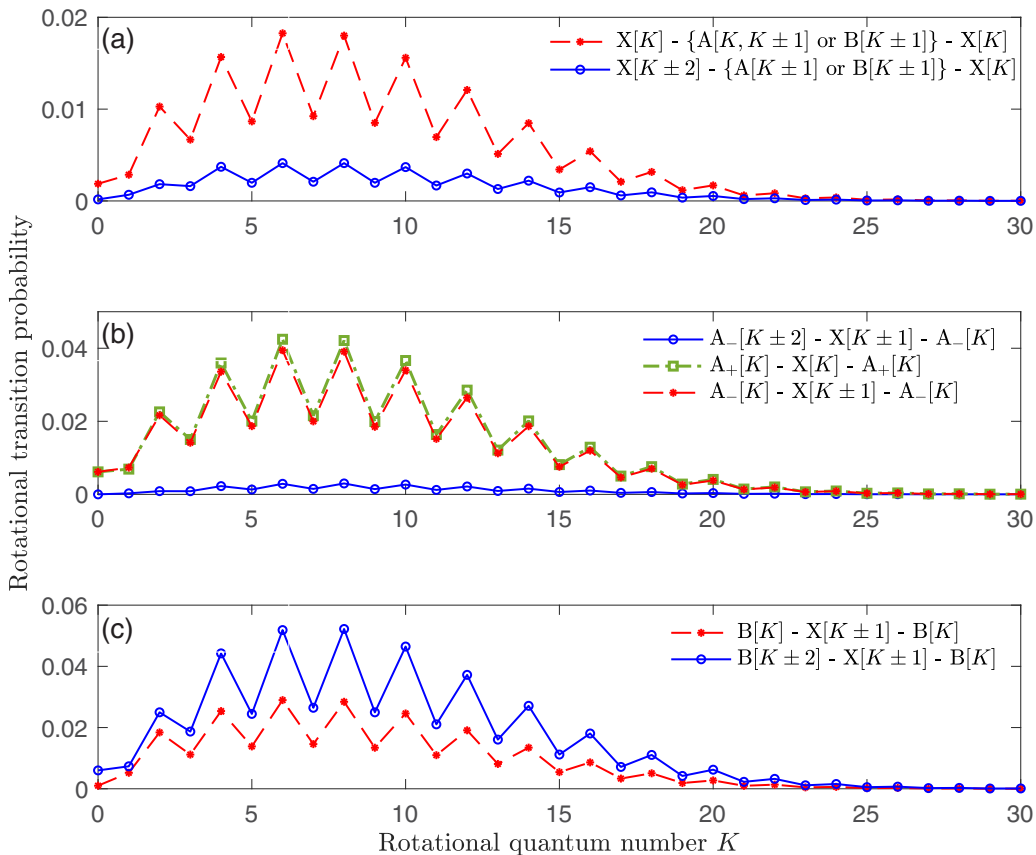 Rotational transition probability
(a)
X[K] - {A[K, K ± 1] or B[K ± 1]} - X[K]
X[K ± 2] - {A[K ± 1] or B[K ± 1]} - X[K]
0.02
0.01
0
0 5 10 15 20 25 30
(b)
A₋[K ± 2] - X[K ± 1] - A₋[K]
A₊[K] - X[K] - A₊[K]
A₋[K] - X[K ± 1] - A₋[K]
0.04
0.02
0
0 5 10 15 20 25 30
(c)
B[K] - X[K ± 1] - B[K]
B[K ± 2] - X[K ± 1] - B[K]
0.06
0.04
0.02
0
0 5 10 15 20 25 30
Rotational quantum number K